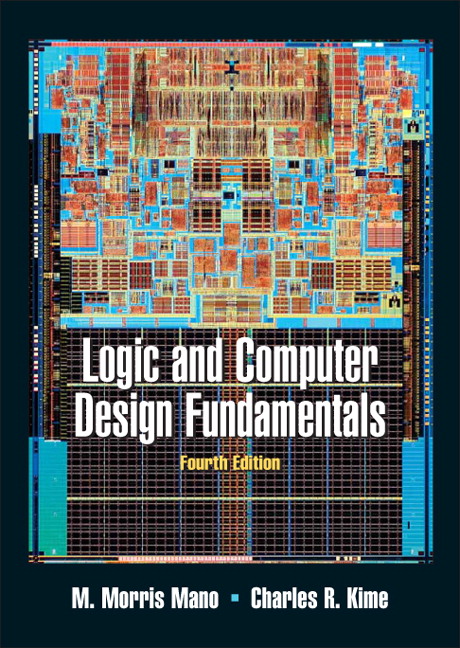 Logic and Computer
Design Fundamentals
Fourth Edition
M. Morris Mano ▪ Charles R. Kime